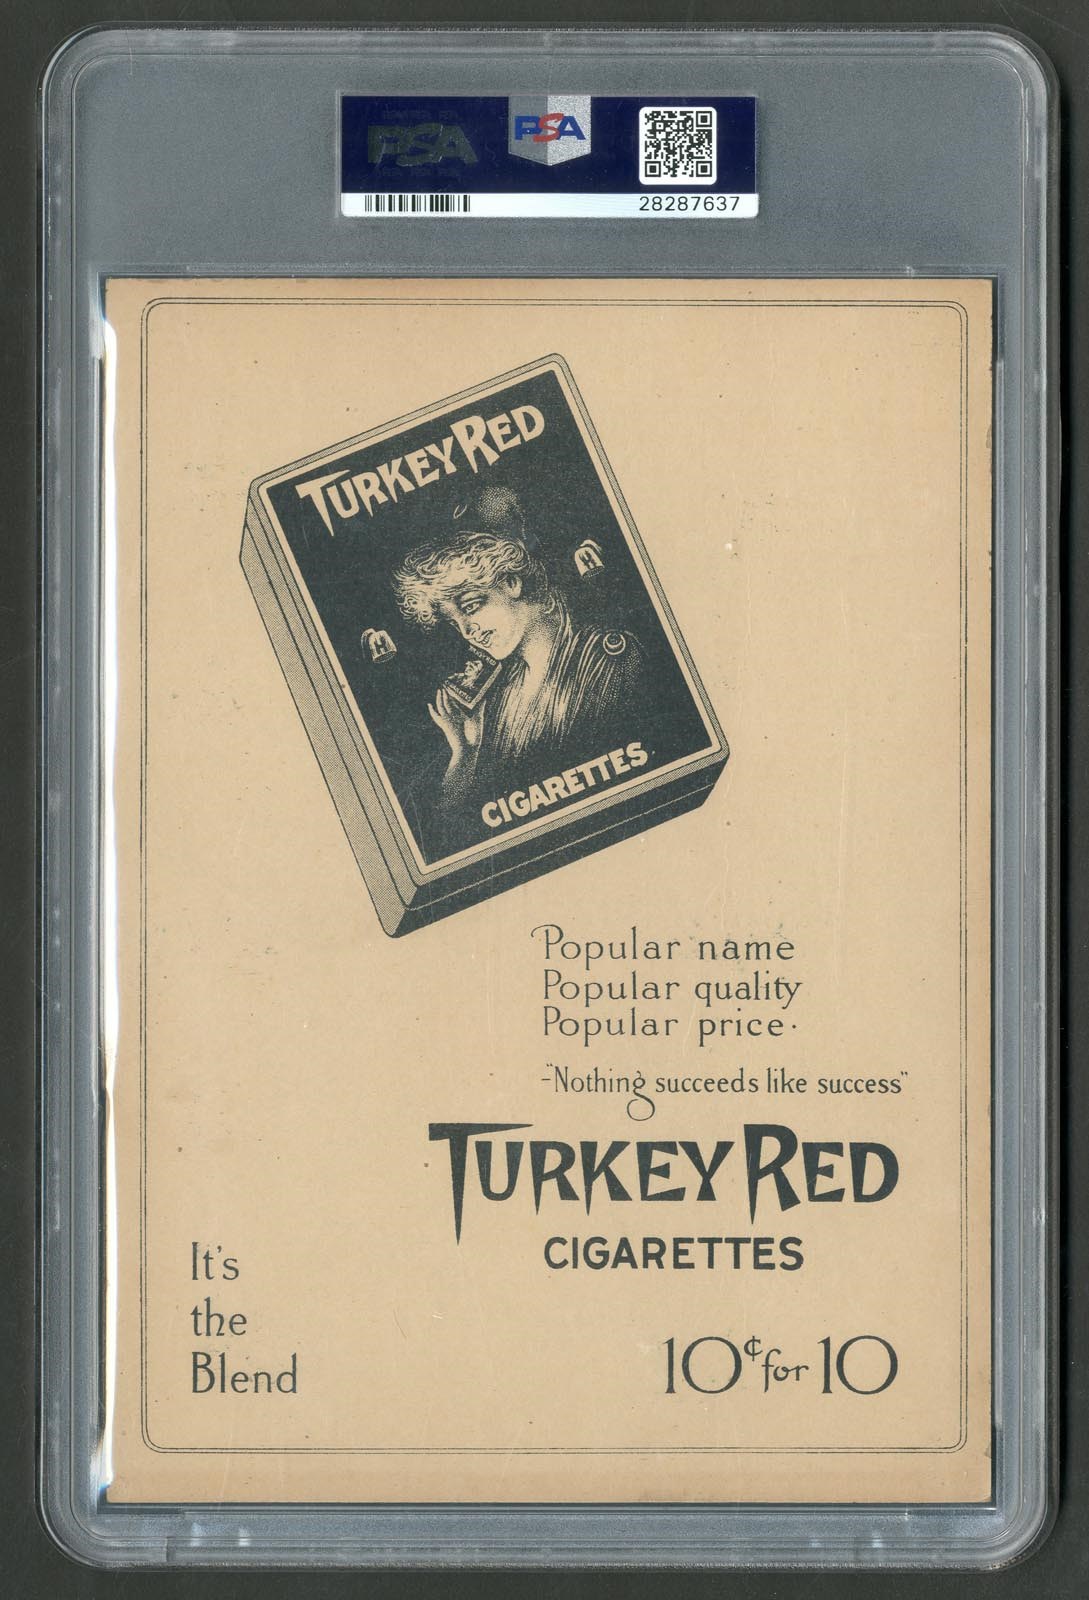 PSA
PSA
28287637
TURKEY RED
H
H
CIGARETTES
Popular name
Popular quality
Popular price.
-"Nothing succeeds like success"
TURKEY RED
CIGARETTES
It's
the
Blend
10¢ for 10